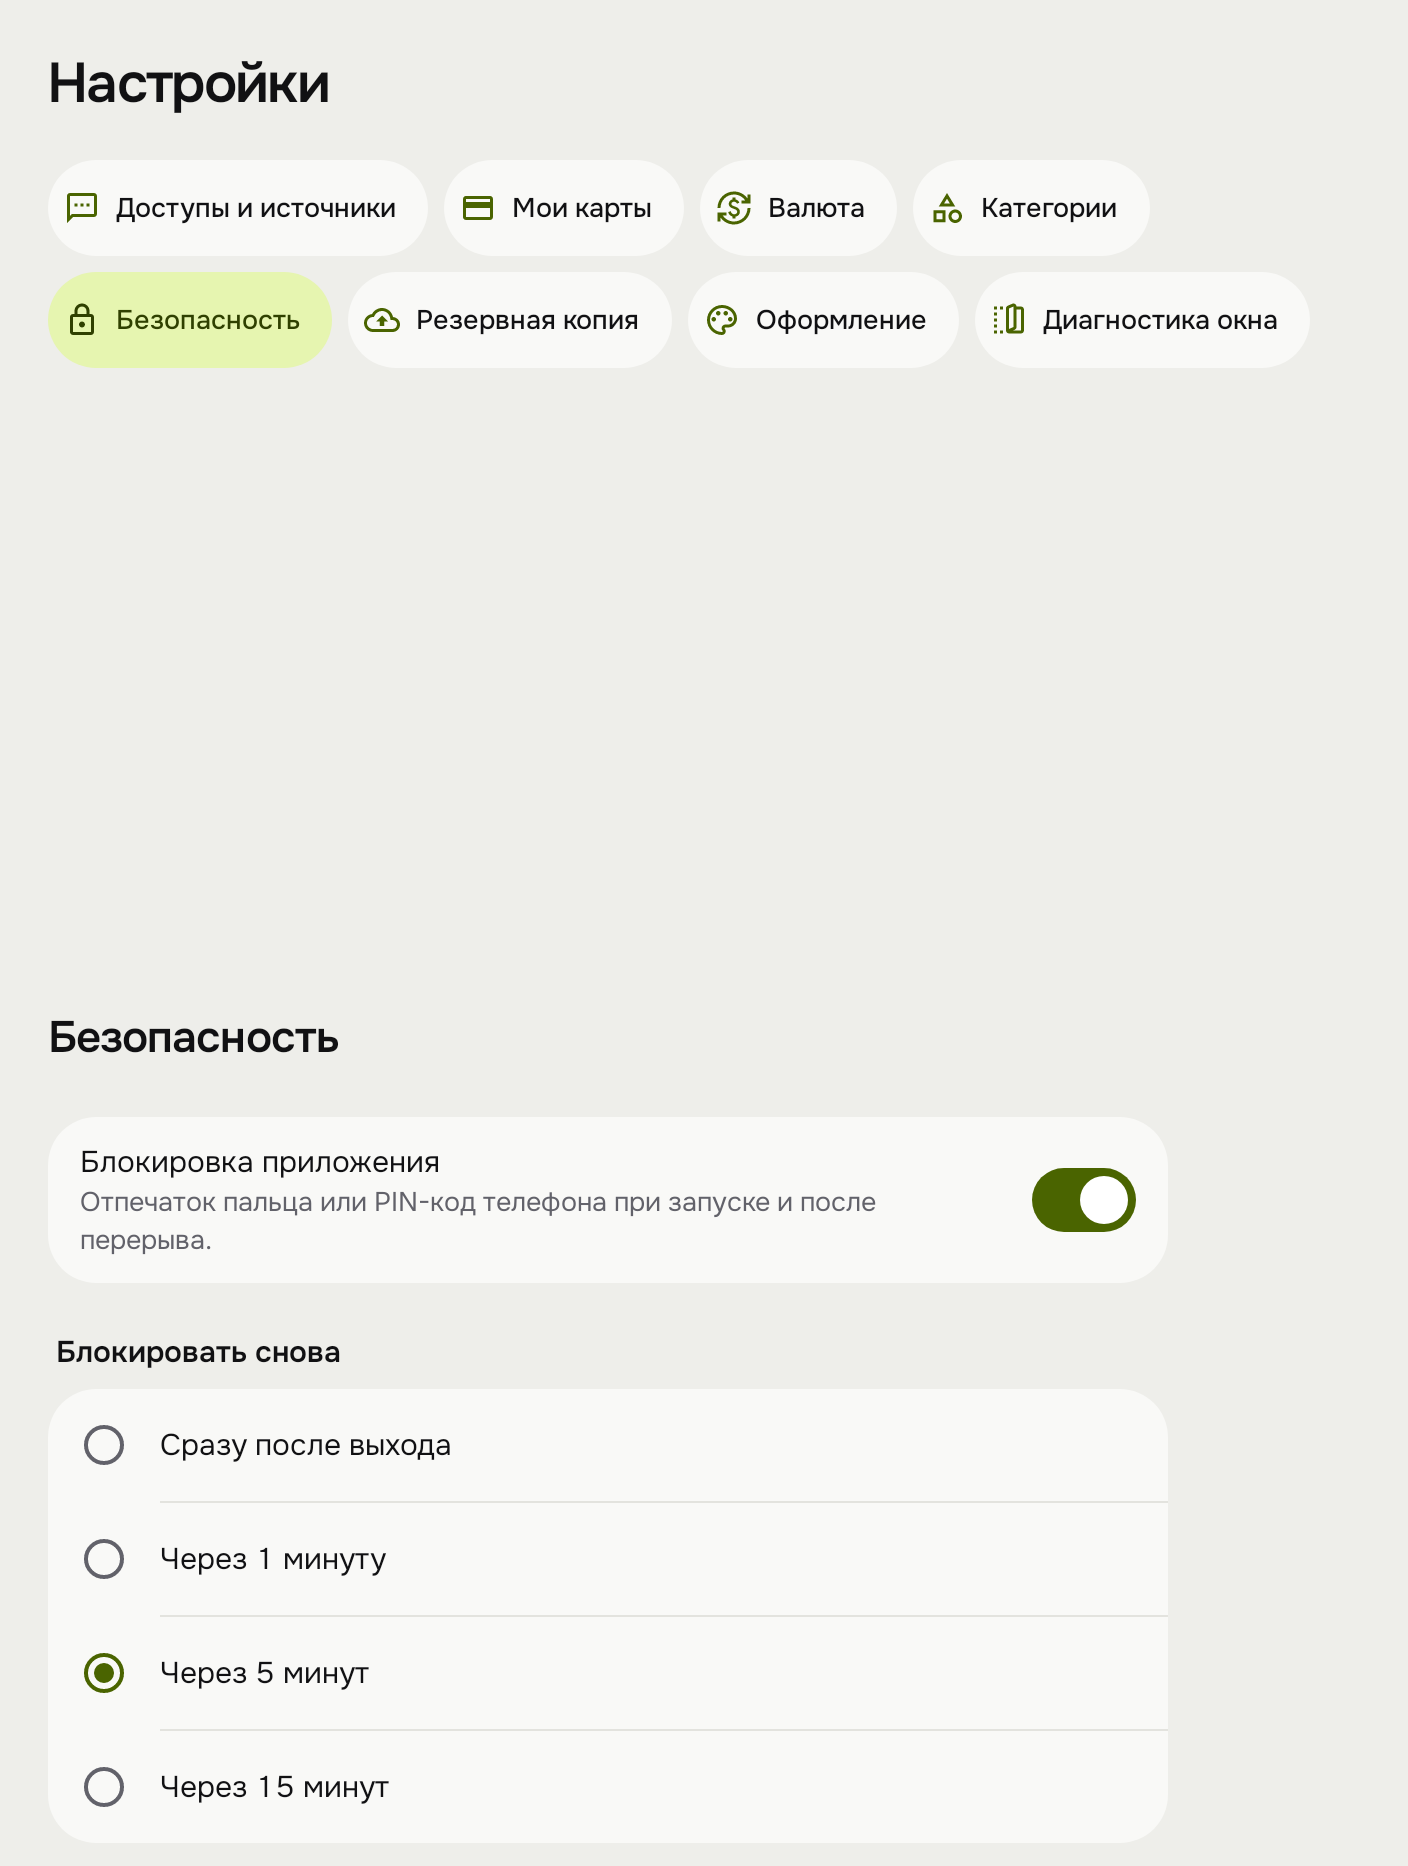 Настройки
Доступы и источники
Мои карты
Валюта
Категории
Безопасность
Резервная копия
Оформление
Диагностика окна
Безопасность
Блокировка приложения
Отпечаток пальца или PIN-код телефона при запуске и после
перерыва.
Блокировать снова
Сразу после выхода
Через 1 минуту
Через 5 минут
Через 15 минут